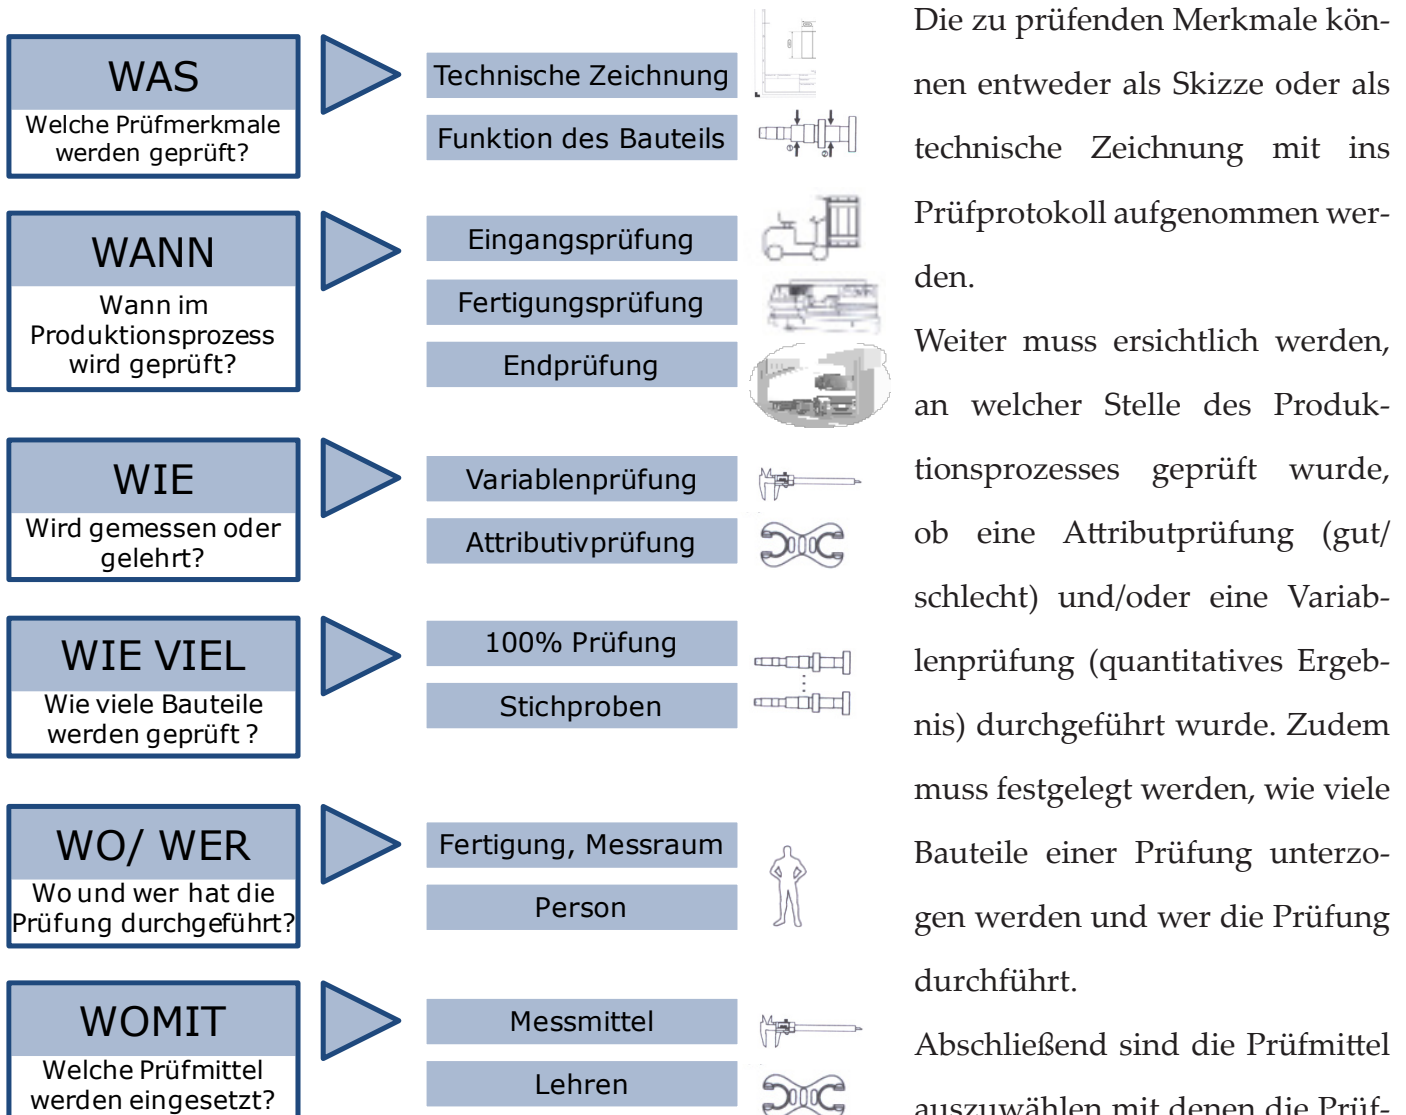 WAS
Welche Prüfmerkmale
werden geprüft?
Technische Zeichnung
Funktion des Bauteils
WANN
Wann im
Produktionsprozess
wird geprüft?
Eingangsprüfung
Fertigungsprüfung
Endprüfung
WIE
Wird gemessen oder
gelehrt?
Variablenprüfung
Attributivprüfung
WIE VIEL
Wie viele Bauteile
werden geprüft ?
100% Prüfung
Stichproben
WO/ WER
Wo und wer hat die
Prüfung durchgeführt?
Fertigung, Messraum
Person
WOMIT
Welche Prüfmittel
werden eingesetzt?
Messmittel
Lehren
Die zu prüfenden Merkmale kön-
nen entweder als Skizze oder als
technische Zeichnung mit ins
Prüfprotokoll aufgenommen wer-
den.
Weiter muss ersichtlich werden,
an welcher Stelle des Produk-
tionsprozesses geprüft wurde,
ob eine Attributprüfung (gut/
schlecht) und/oder eine Variab-
lenprüfung (quantitatives Ergeb-
nis) durchgeführt wurde. Zudem
muss festgelegt werden, wie viele
Bauteile einer Prüfung unterzo-
gen werden und wer die Prüfung
durchführt.
Abschließend sind die Prüfmittel
auszuwählen mit denen die Prüf-